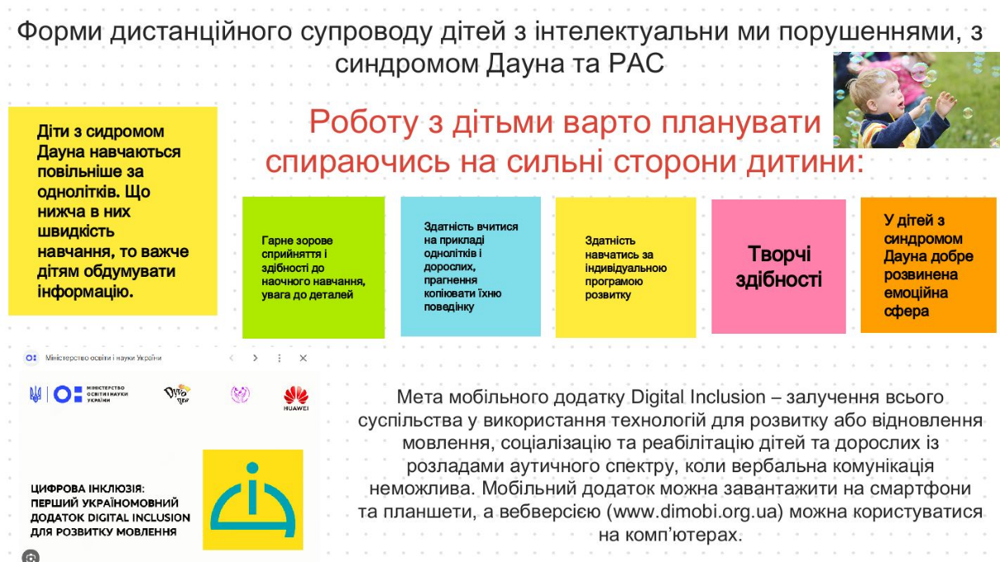 Форми дистанційного супроводу дітей з інтелектуальни ми порушеннями, з
синдромом Дауна та РАС
Роботу з дітьми варто планувати
спираючись на сильні сторони дитини:
Діти з сидромом
Дауна навчаються
повільніше за
однолітків. Що
нижча в них
швидкість
навчання, то важче
дітям обдумувати
інформацію.
Гарне зорове
сприйняття і
здібності до
наочного навчання,
увага до деталей
Здатність вчитися
на прикладі
однолітків і
дорослих,
прагнення
копіювати їхню
поведінку
Здатність
навчатись за
індивідуальною
програмою
розвитку
Творчі
здібності
У дітей з
синдромом
Дауна добре
розвинена
емоційна
сфера
Міністерство освіти і науки України
МІНІСТЕРСТВО
ОСВІТИ І НАУКИ
УКРАЇНИ
HUAWEI
ЦИФРОВА ІНКЛЮЗІЯ:
ПЕРШИЙ УКРАЇНОМОВНИЙ
ДОДАТОК DIGITAL INCLUSION
ДЛЯ РОЗВИТКУ МОВЛЕННЯ
Мета мобільного додатку Digital Inclusion – залучення всього
суспільства у використання технологій для розвитку або відновлення
мовлення, соціалізацію та реабілітацію дітей та дорослих із
розладами аутичного спектру, коли вербальна комунікація
неможлива. Мобільний додаток можна завантажити на смартфони
та планшети, а вебверсією (www.dimobi.org.ua) можна користуватися
на комп’ютерах.